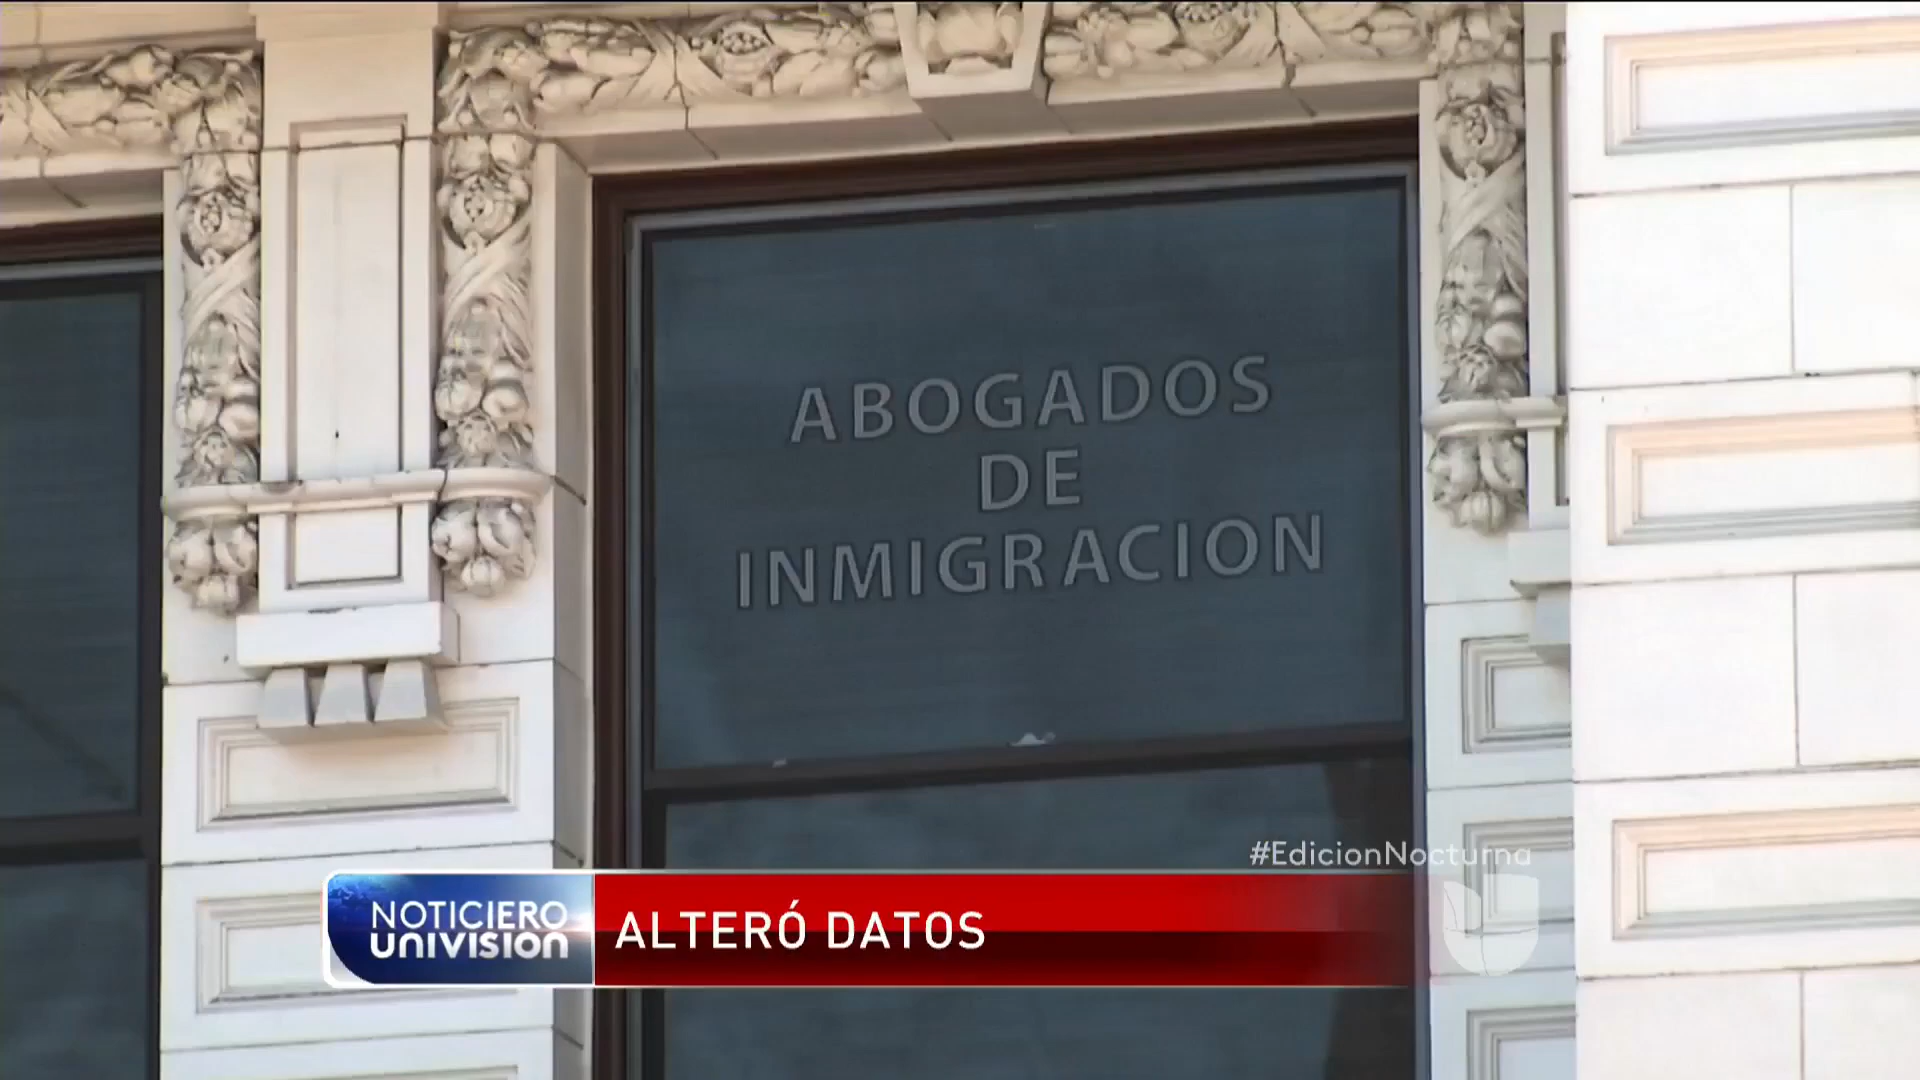 ABOGADOS
DE
INMIGRACION
#EdicionNocturna
NOTICIERO
UNIVISION
ALTERÓ DATOS